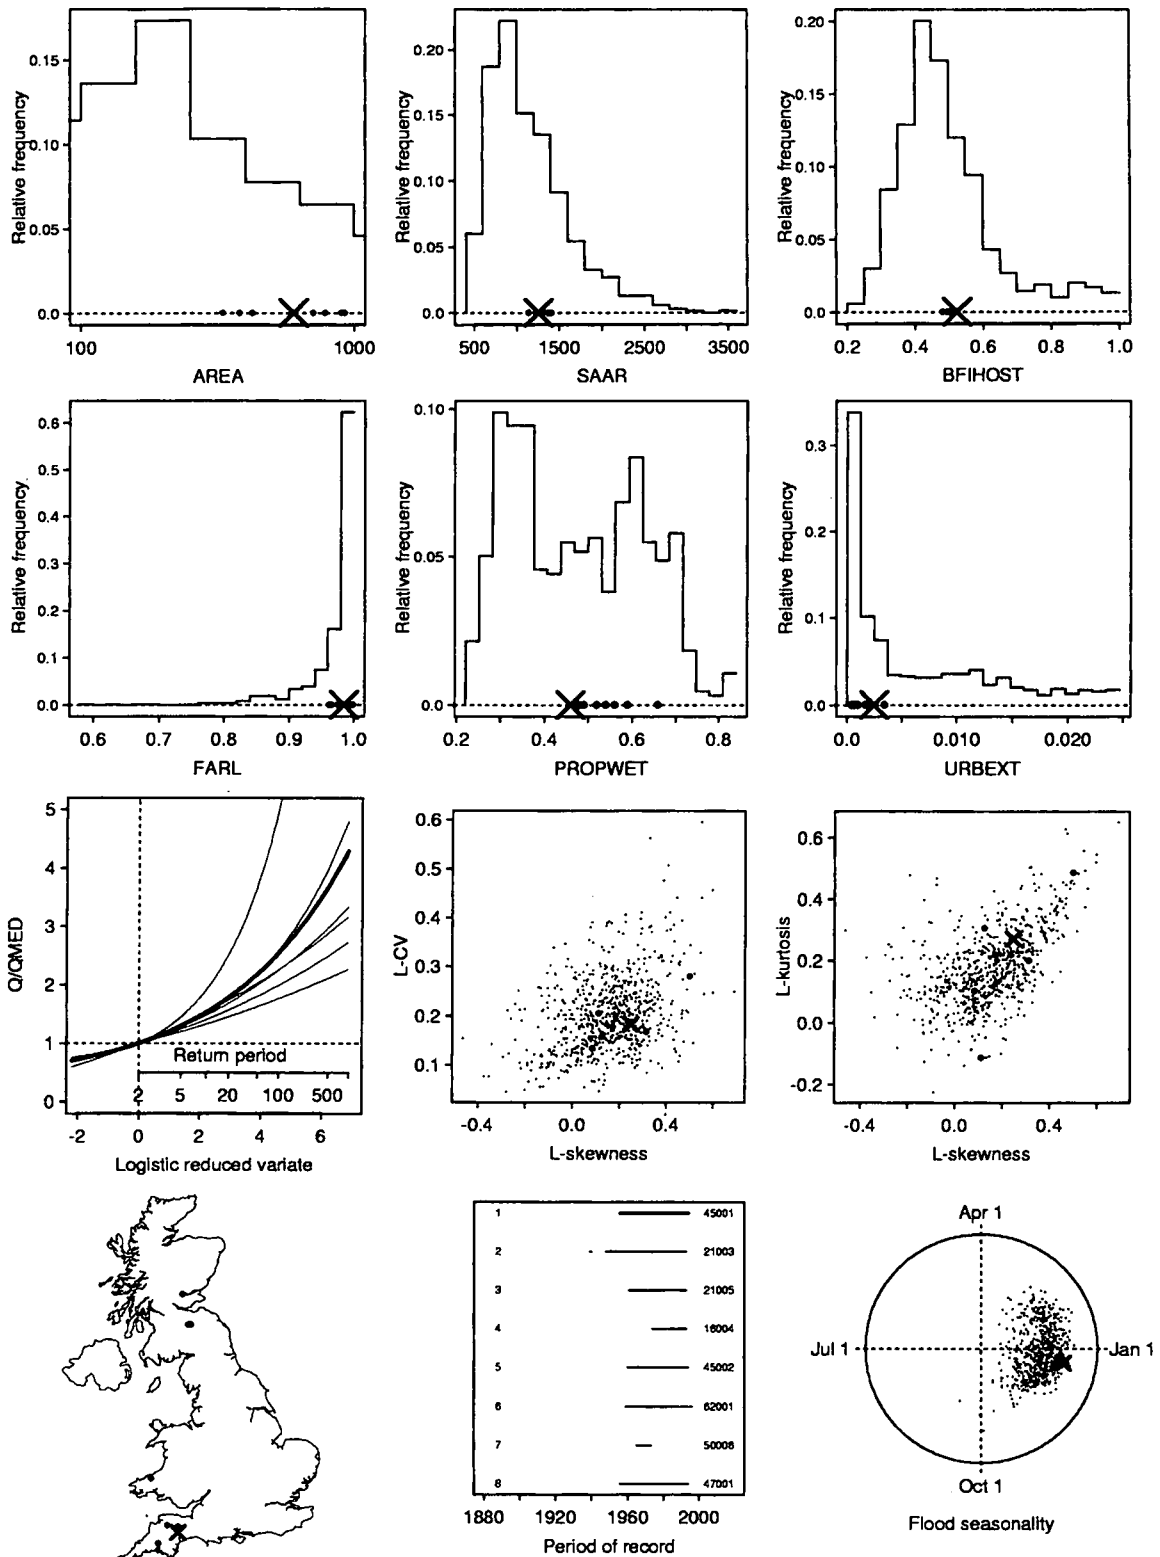 Relative frequency
0.15
0.10
0.05
0.0
100
1000
AREA
Relative frequency
0.20
0.15
0.10
0.05
0.0
500
1500
2500
3500
SAAR
Relative frequency
0.20
0.15
0.10
0.05
0.0
0.2
0.4
0.6
0.8
1.0
BFIHOST
Relative frequency
0.6
0.5
0.4
0.3
0.2
0.1
0.0
0.6
0.7
0.8
0.9
1.0
FARL
Relative frequency
0.10
0.05
0.0
0.2
0.4
0.6
0.8
PROPWET
Relative frequency
0.3
0.2
0.1
0.0
0.0
0.010
0.020
URBEXT
Q/QMED
5
4
3
2
1
0
Return period
2 5 20 100 500
-2 0 2 4 6
Logistic reduced variate
L-CV
0.6
0.5
0.4
0.3
0.2
0.1
-0.4 0.0 0.4
L-skewness
L-kurtosis
0.6
0.4
0.2
0.0
-0.2
-0.4 0.0 0.4
L-skewness
1 45001
2 21003
3 21005
4 16004
5 45002
6 62001
7 50006
8 47001
1880 1920 1960 2000
Period of record
Apr 1
Jul 1
Jan 1
Oct 1
Flood seasonality